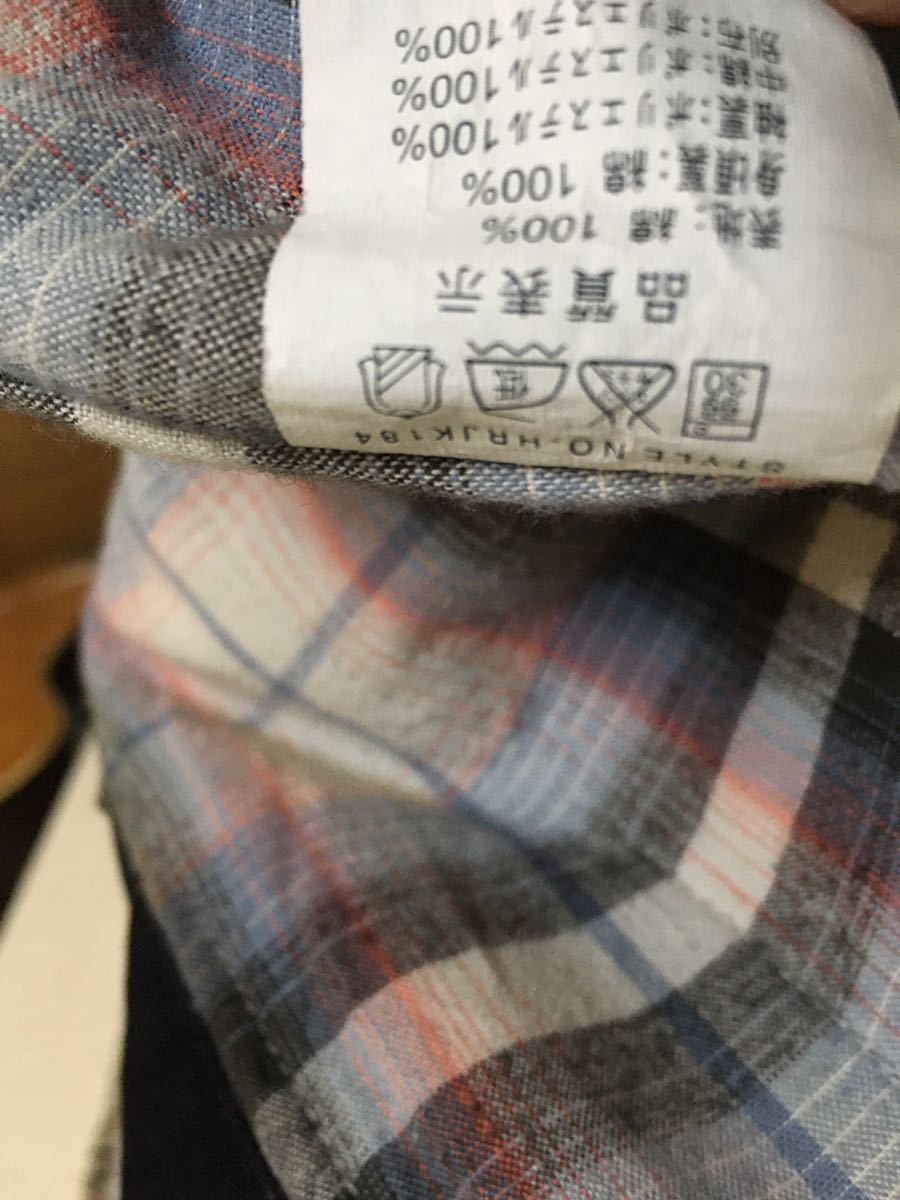 STYLE NO.HRJK184
30 低
品質表示
表地:綿 100%
身頃裏:綿 100%
袖裏:ポリエステル100%
中綿:ポリエステル100%
別布:ポリエステル100%